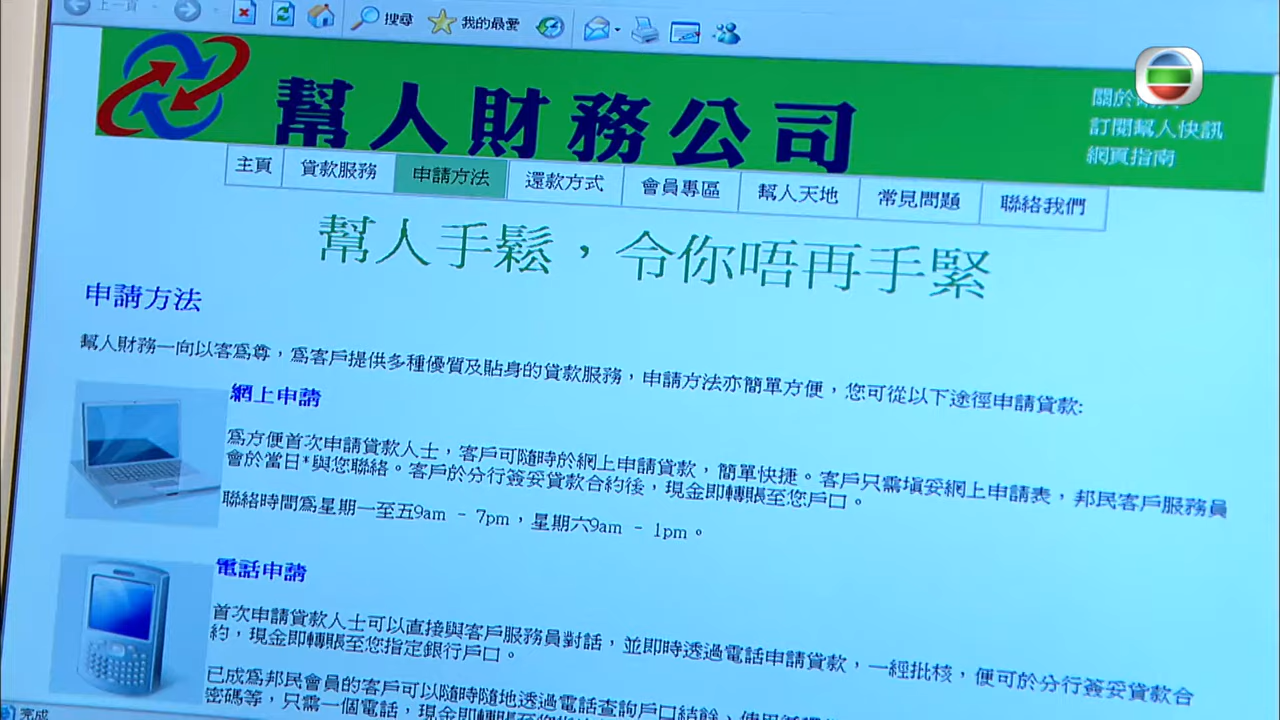 上一頁
搜尋
我的最愛
幫人財務公司
訂閱幫人快訊
網頁指南
主頁
貸款服務
申請方法
還款方式
會員專區
幫人天地
常見問題
聯絡我們
幫人手鬆，令你唔再手緊
申請方法
幫人財務一向以客為尊，為客戶提供多種優質及貼身的貸款服務，申請方法亦簡單方便，您可從以下途徑申請貸款:
網上申請
為方便首次申請貸款人士，客戶可隨時於網上申請貸款，簡單快捷。客戶只需填妥網上申請表，邦民客戶服務員
會於當日*與您聯絡。客戶於分行簽妥貸款合約後，現金即轉賬至您戶口。
聯絡時間為星期一至五9am - 7pm，星期六9am - 1pm。
電話申請
首次申請貸款人士可以直接與客戶服務員對話，並即時透過電話申請貸款，一經批核，便可於分行簽妥貸款合
約，現金即轉賬至您指定銀行戶口。
已成為邦民會員的客戶可以隨時隨地透過電話查詢戶口結餘、使用
密碼等，只需一個電話，現金即轉賬至您指
完成